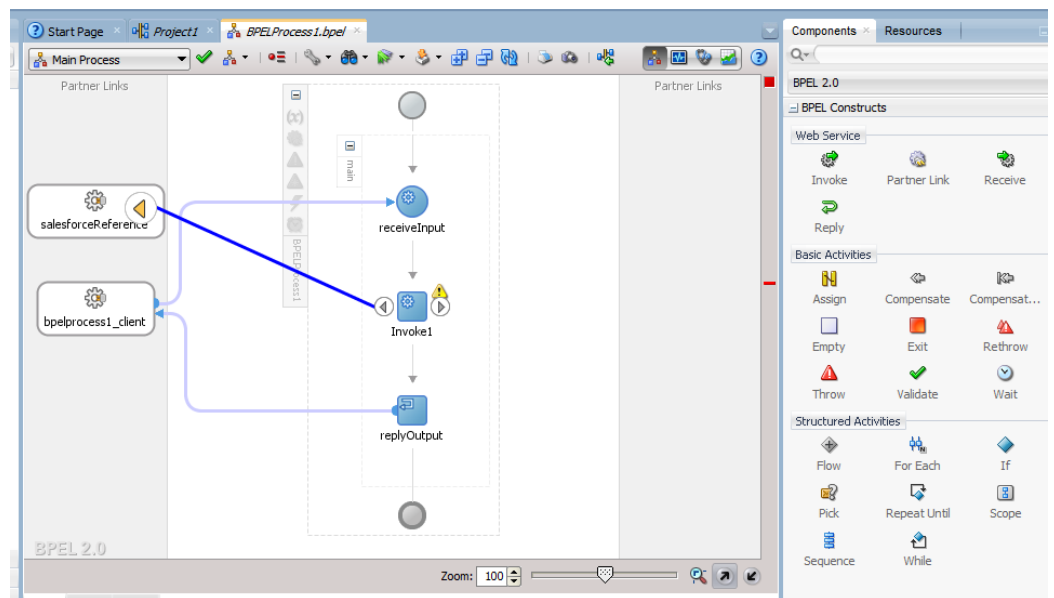 Start Page
Project1
BPELProcess1.bpel
Components
Resources
Main Process
BPEL 2.0
Partner Links
Partner Links
BPEL Constructs
Web Service
Invoke
Partner Link
Receive
Reply
Basic Activities
Assign
Compensate
Compensat...
Empty
Exit
Rethrow
Throw
Validate
Wait
Structured Activities
Flow
For Each
If
Pick
Repeat Until
Scope
Sequence
While
(x)
main
BPELProcess1
salesforceReference
receiveInput
bpelprocess1_client
Invoke1
replyOutput
BPEL 2.0
Zoom: 100